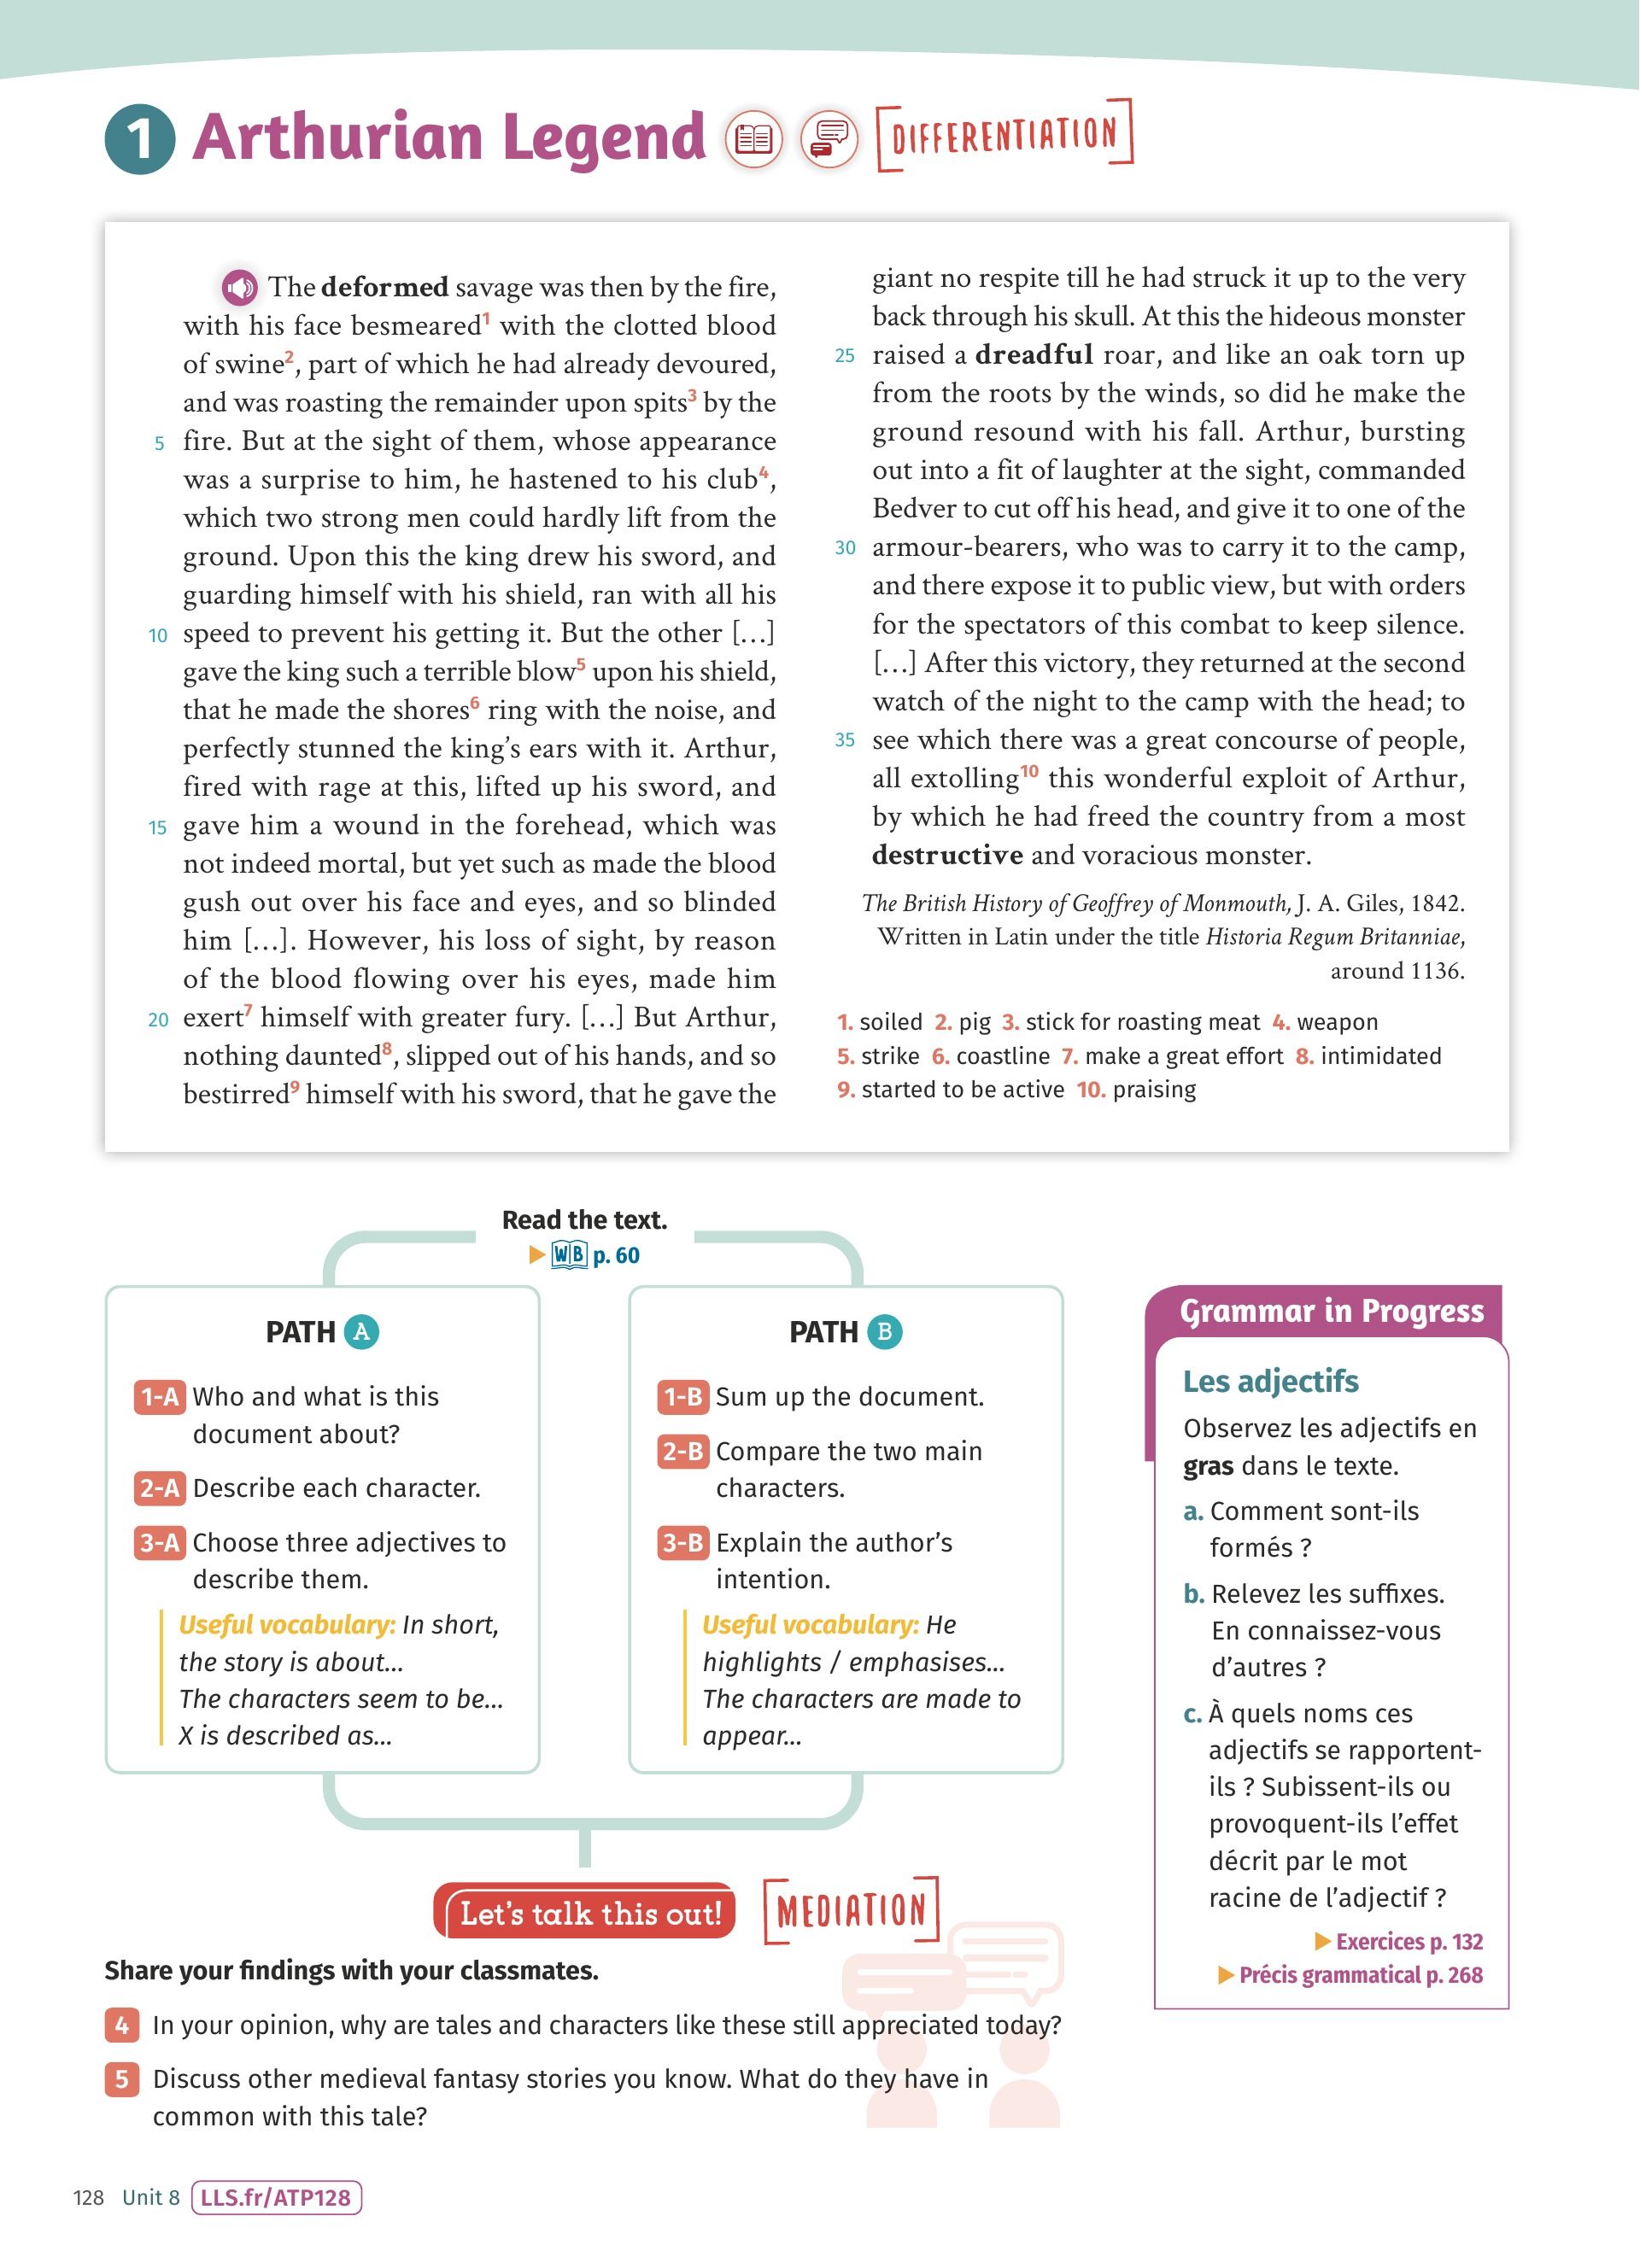 1 Arthurian Legend [DIFFERENTIATION]
The deformed savage was then by the fire,
with his face besmeared1 with the clotted blood
of swine2, part of which he had already devoured,
and was roasting the remainder upon spits3 by the
5 fire. But at the sight of them, whose appearance
was a surprise to him, he hastened to his club4,
which two strong men could hardly lift from the
ground. Upon this the king drew his sword, and
guarding himself with his shield, ran with all his
10 speed to prevent his getting it. But the other […]
gave the king such a terrible blow5 upon his shield,
that he made the shores6 ring with the noise, and
perfectly stunned the king's ears with it. Arthur,
fired with rage at this, lifted up his sword, and
15 gave him a wound in the forehead, which was
not indeed mortal, but yet such as made the blood
gush out over his face and eyes, and so blinded
him […]. However, his loss of sight, by reason
of the blood flowing over his eyes, made him
20 exert7 himself with greater fury. […] But Arthur,
nothing daunted8, slipped out of his hands, and so
bestirred9 himself with his sword, that he gave the
giant no respite till he had struck it up to the very
back through his skull. At this the hideous monster
25 raised a dreadful roar, and like an oak torn up
from the roots by the winds, so did he make the
ground resound with his fall. Arthur, bursting
out into a fit of laughter at the sight, commanded
Bedver to cut off his head, and give it to one of the
30 armour-bearers, who was to carry it to the camp,
and there expose it to public view, but with orders
for the spectators of this combat to keep silence.
[…] After this victory, they returned at the second
watch of the night to the camp with the head; to
35 see which there was a great concourse of people,
all extolling10 this wonderful exploit of Arthur,
by which he had freed the country from a most
destructive and voracious monster.
The British History of Geoffrey of Monmouth, J. A. Giles, 1842.
Written in Latin under the title Historia Regum Britanniae,
around 1136.
1. soiled 2. pig 3. stick for roasting meat 4. weapon
5. strike 6. coastline 7. make a great effort 8. intimidated
9. started to be active 10. praising
Read the text.
WB p. 60
PATH A
1-A Who and what is this
document about?
2-A Describe each character.
3-A Choose three adjectives to
describe them.
Useful vocabulary: In short,
the story is about…
The characters seem to be…
X is described as…
PATH B
1-B Sum up the document.
2-B Compare the two main
characters.
3-B Explain the author's
intention.
Useful vocabulary: He
highlights / emphasises…
The characters are made to
appear…
Grammar in Progress
Les adjectifs
Observez les adjectifs en
gras dans le texte.
a. Comment sont-ils
formés ?
b. Relevez les suffixes.
En connaissez-vous
d'autres ?
c. À quels noms ces
adjectifs se rapportent-
ils ? Subissent-ils ou
provoquent-ils l'effet
décrit par le mot
racine de l'adjectif ?
Exercices p. 132
Précis grammatical p. 268
Let's talk this out! [MEDIATION]
Share your findings with your classmates.
4 In your opinion, why are tales and characters like these still appreciated today?
5 Discuss other medieval fantasy stories you know. What do they have in
common with this tale?
128 Unit 8 LLS.fr/ATP128